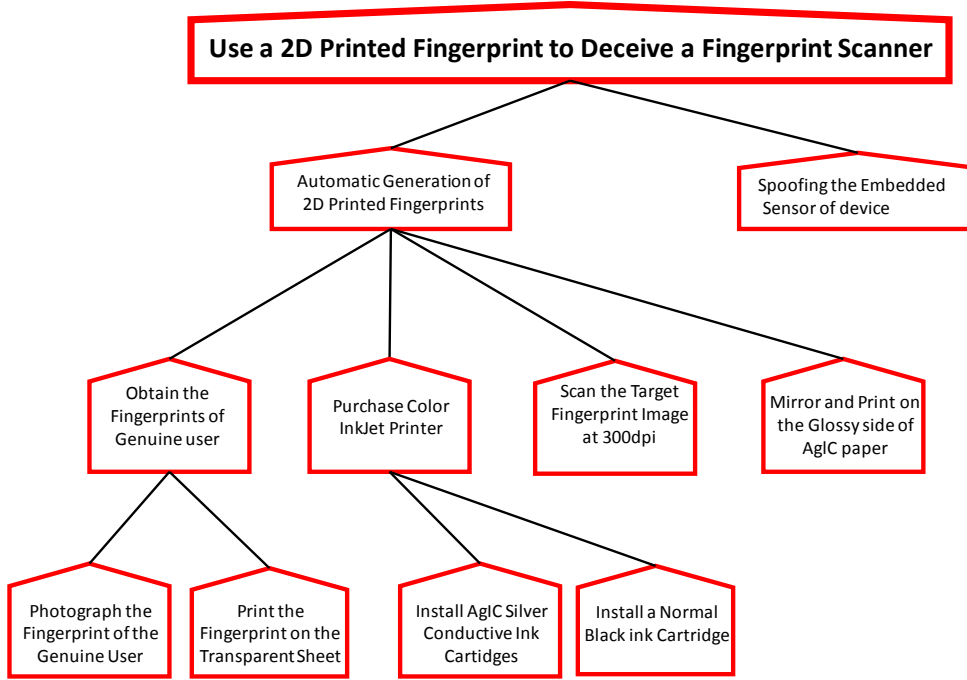 Use a 2D Printed Fingerprint to Deceive a Fingerprint Scanner
Automatic Generation of
2D Printed Fingerprints
Spoofing the Embedded
Sensor of device
Obtain the
Fingerprints of
Genuine user
Purchase Color
InkJet Printer
Scan the Target
Fingerprint Image
at 300dpi
Mirror and Print on
the Glossy side of
AgIC paper
Photograph the
Fingerprint of the
Genuine User
Print the
Fingerprint on the
Transparent Sheet
Install AgIC Silver
Conductive Ink
Cartidges
Install a Normal
Black ink Cartridge